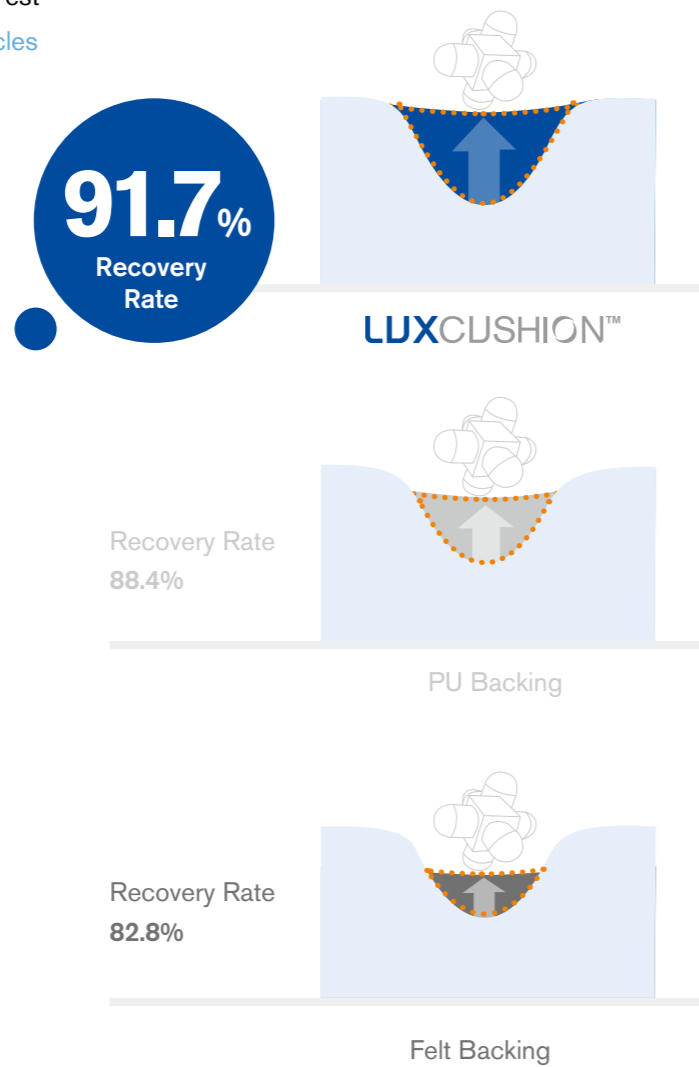 cles
91.7%
Recovery
Rate
LUXCUSHION™
Recovery Rate
88.4%
PU Backing
Recovery Rate
82.8%
Felt Backing